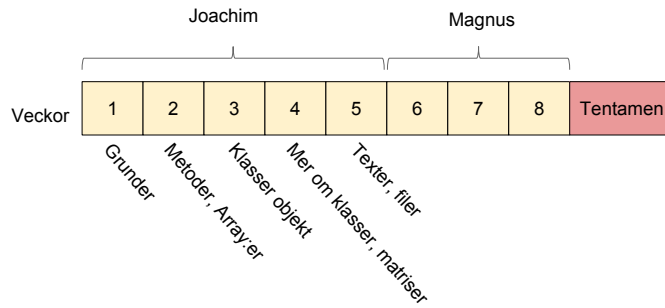 Joachim
Magnus
Veckor
1
2
3
4
5
6
7
8
Tentamen
Grunder
Metoder, Array:er
Klasser objekt
Mer om klasser, matriser
Texter, filer